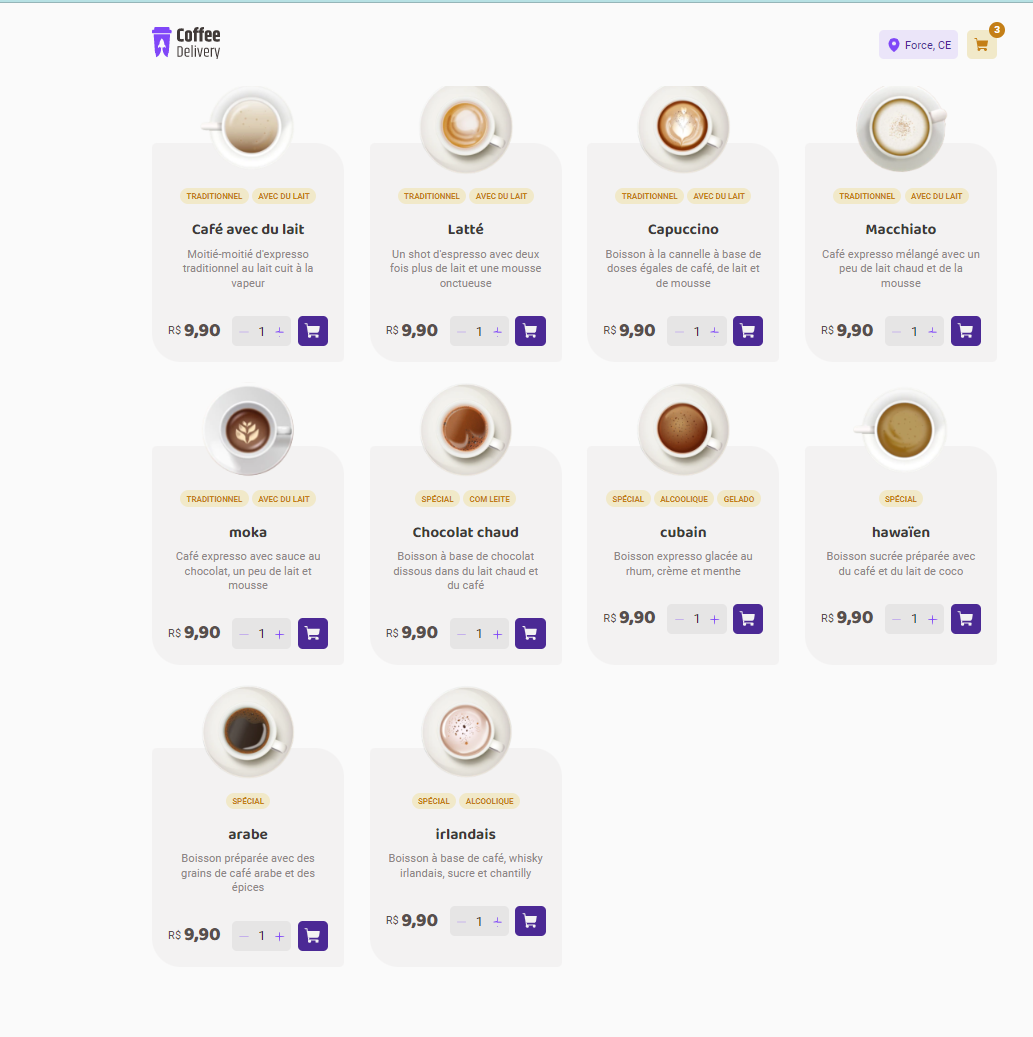 Coffee
Delivery
Force, CE
3
TRADITIONNEL AVEC DU LAIT
Café avec du lait
Moitié-moitié d'expresso
traditionnel au lait cuit à la
vapeur
R$ 9,90 − 1 +
TRADITIONNEL AVEC DU LAIT
Latté
Un shot d'espresso avec deux
fois plus de lait et une mousse
onctueuse
R$ 9,90 − 1 +
TRADITIONNEL AVEC DU LAIT
Capuccino
Boisson à la cannelle à base de
doses égales de café, de lait et
de mousse
R$ 9,90 − 1 +
TRADITIONNEL AVEC DU LAIT
Macchiato
Café expresso mélangé avec un
peu de lait chaud et de la
mousse
R$ 9,90 − 1 +
TRADITIONNEL AVEC DU LAIT
moka
Café expresso avec sauce au
chocolat, un peu de lait et
mousse
R$ 9,90 − 1 +
SPÉCIAL COM LEITE
Chocolat chaud
Boisson à base de chocolat
dissous dans du lait chaud et
du café
R$ 9,90 − 1 +
SPÉCIAL ALCOOLIQUE GELADO
cubain
Boisson expresso glacée au
rhum, crème et menthe
R$ 9,90 − 1 +
SPÉCIAL
hawaïen
Boisson sucrée préparée avec
du café et du lait de coco
R$ 9,90 − 1 +
SPÉCIAL
arabe
Boisson préparée avec des
grains de café arabe et des
épices
R$ 9,90 − 1 +
SPÉCIAL ALCOOLIQUE
irlandais
Boisson à base de café, whisky
irlandais, sucre et chantilly
R$ 9,90 − 1 +